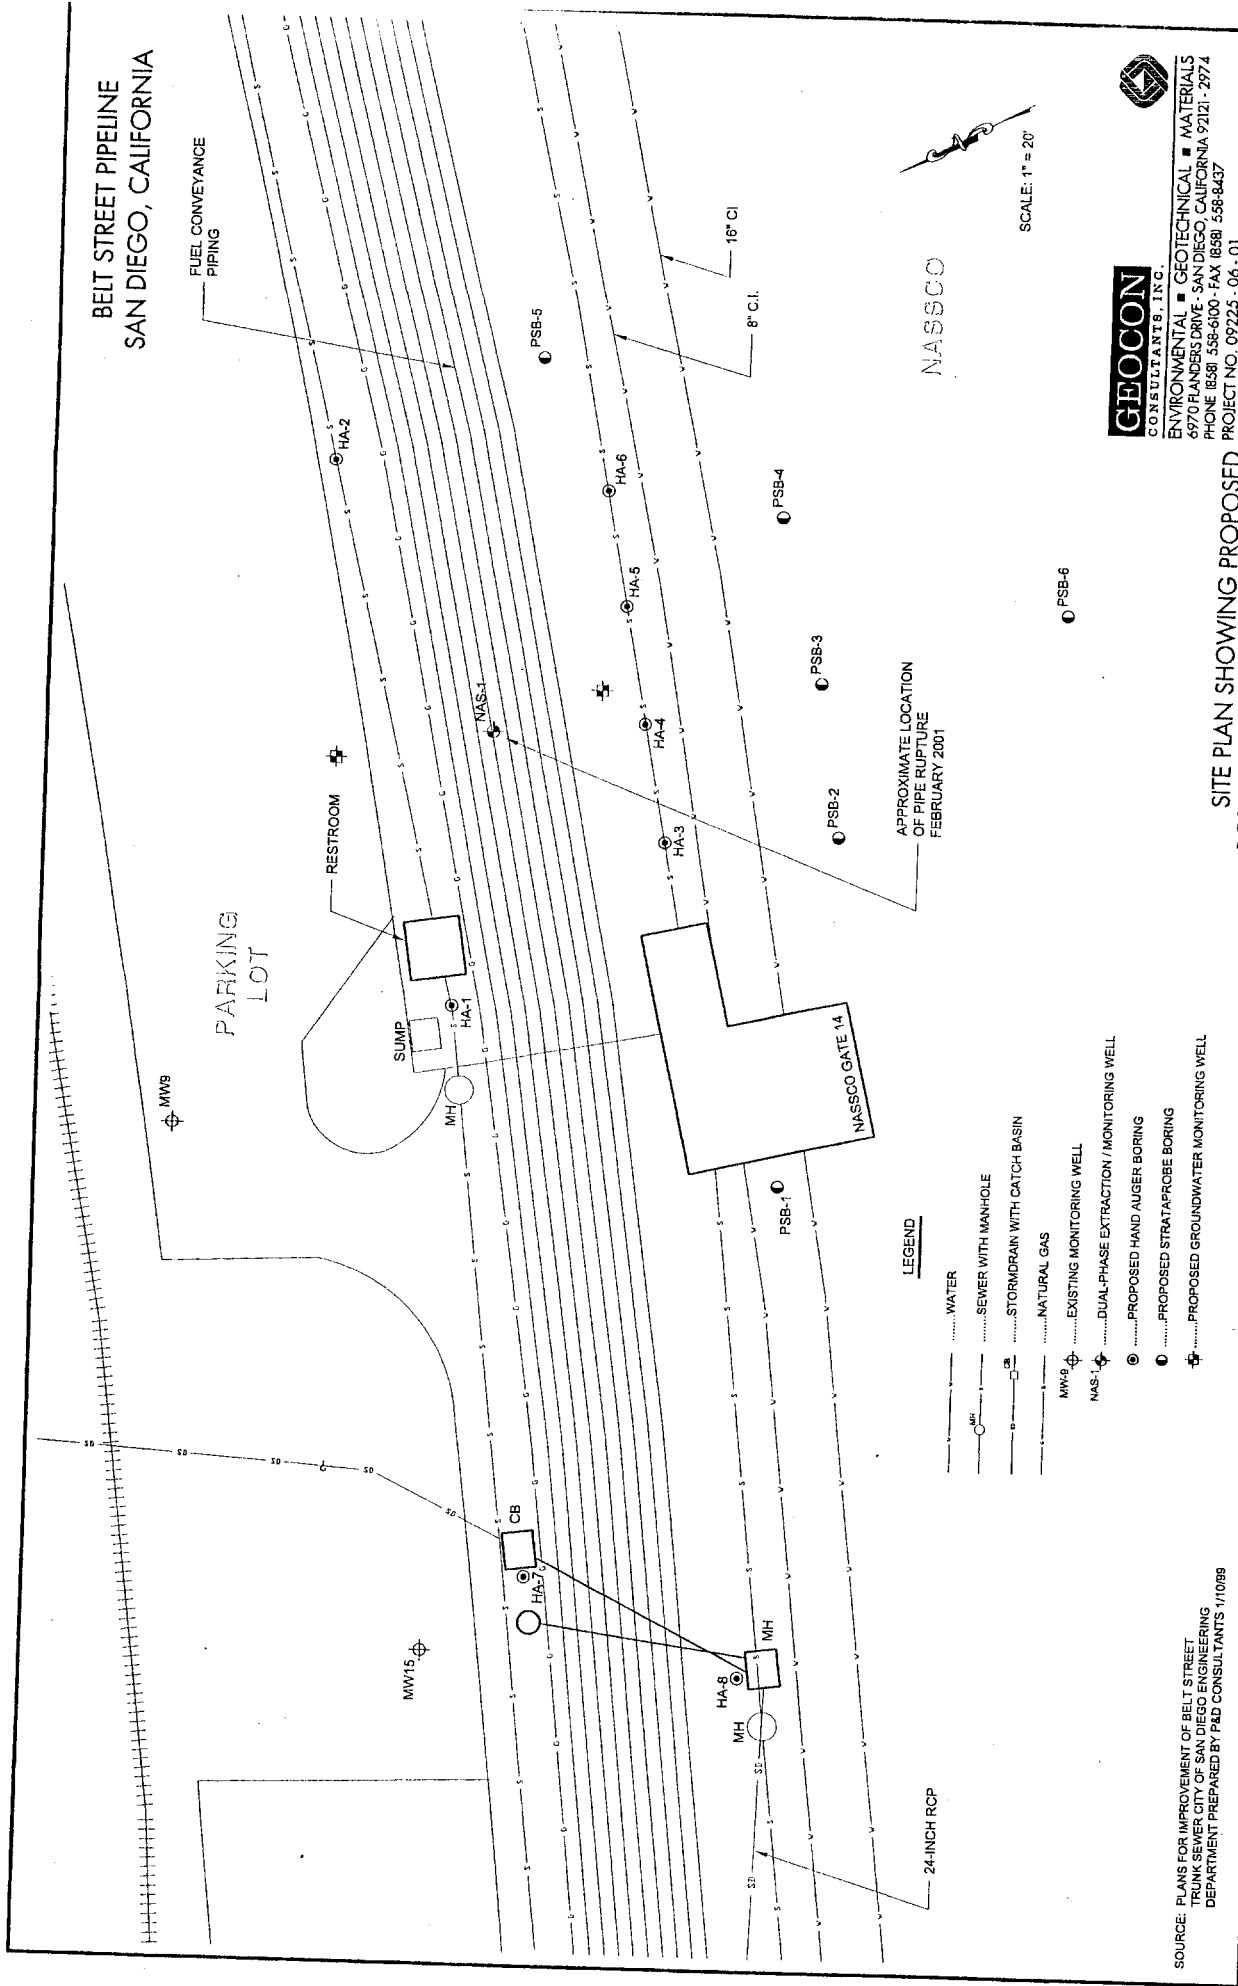 BELT STREET PIPELINE
SAN DIEGO, CALIFORNIA
FUEL CONVEYANCE
PIPING
PARKING
LOT
RESTROOM
SUMP
MW9
MW15
MH
HA-1
HA-2
NAS-1
PSB-5
HA-6
HA-5
HA-4
HA-3
PSB-4
PSB-3
PSB-2
PSB-6
PSB-1
16" CI
8" C.I.
NASSCO
NASSCO GATE 14
APPROXIMATE LOCATION
OF PIPE RUPTURE
FEBRUARY 2001
CB
HA-7
HA-8
MH
MH
24-INCH RCP
SCALE: 1" = 20'
LEGEND
.....WATER
MH
.....SEWER WITH MANHOLE
CB
.....STORMDRAIN WITH CATCH BASIN
.....NATURAL GAS
MW-9 ........EXISTING MONITORING WELL
NAS-1 ......DUAL-PHASE EXTRACTION / MONITORING WELL
........PROPOSED HAND AUGER BORING
........PROPOSED STRATAPROBE BORING
......PROPOSED GROUNDWATER MONITORING WELL
SOURCE: PLANS FOR IMPROVEMENT OF BELT STREET
TRUNK SEWER CITY OF SAN DIEGO ENGINEERING
DEPARTMENT PREPARED BY P&D CONSULTANTS 1/10/99
GEOCON
CONSULTANTS, INC.
ENVIRONMENTAL ■ GEOTECHNICAL ■ MATERIALS
6970 FLANDERS DRIVE - SAN DIEGO, CALIFORNIA 92121 - 2974
PHONE (858) 558-6100 - FAX (858) 558-8437
PROJECT NO. 09225 - 06 - 01
SITE PLAN SHOWING PROPOSED